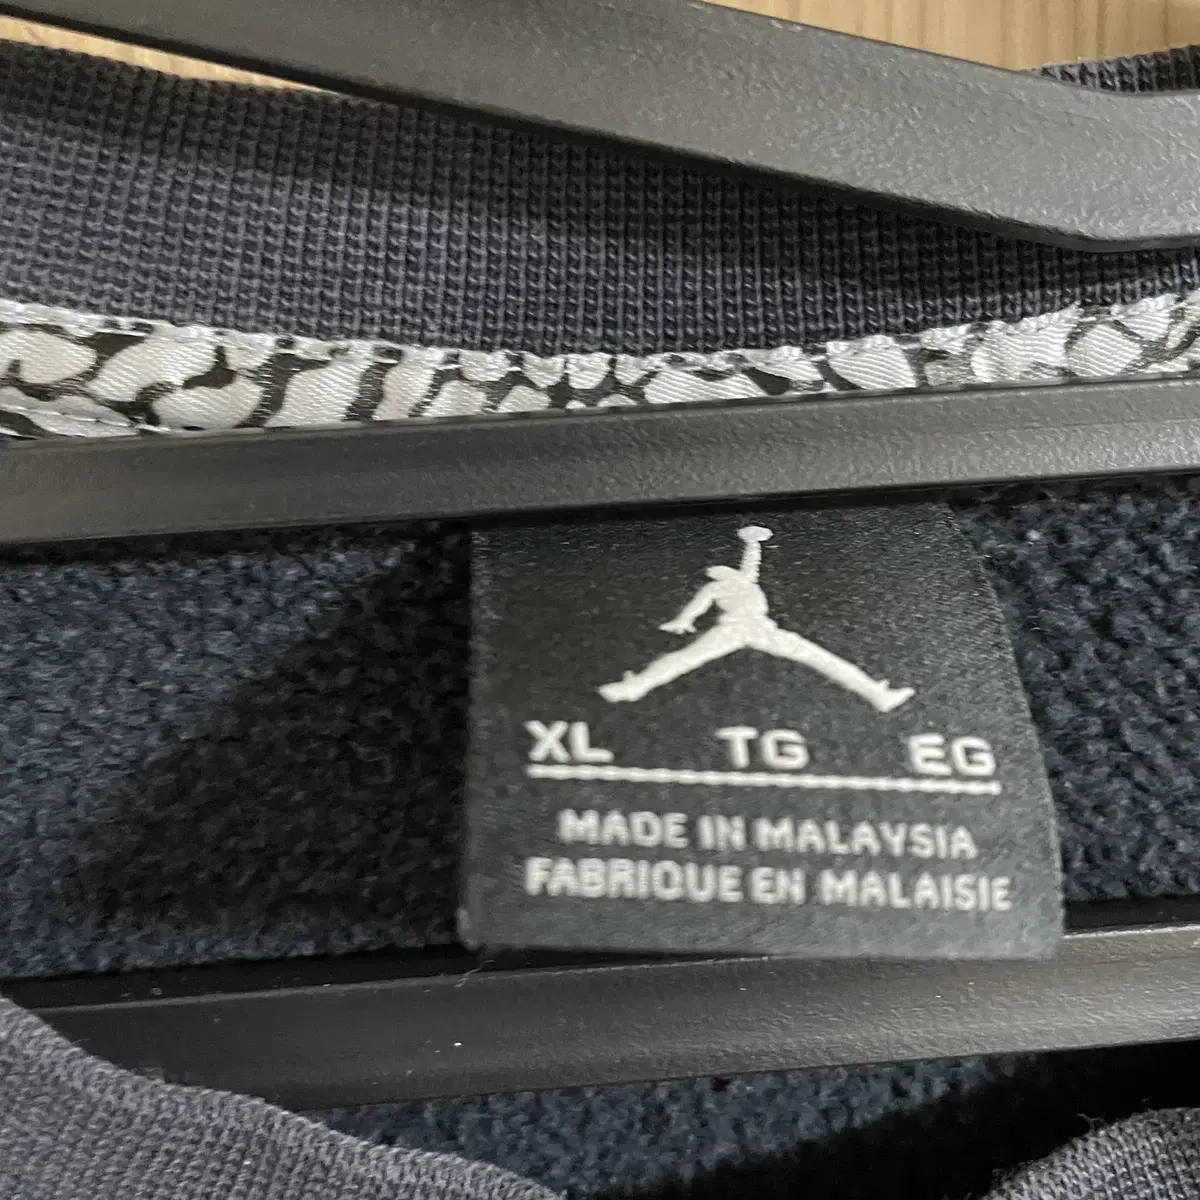 XL TG EG
MADE IN MALAYSIA
FABRIQUE EN MALAISIE